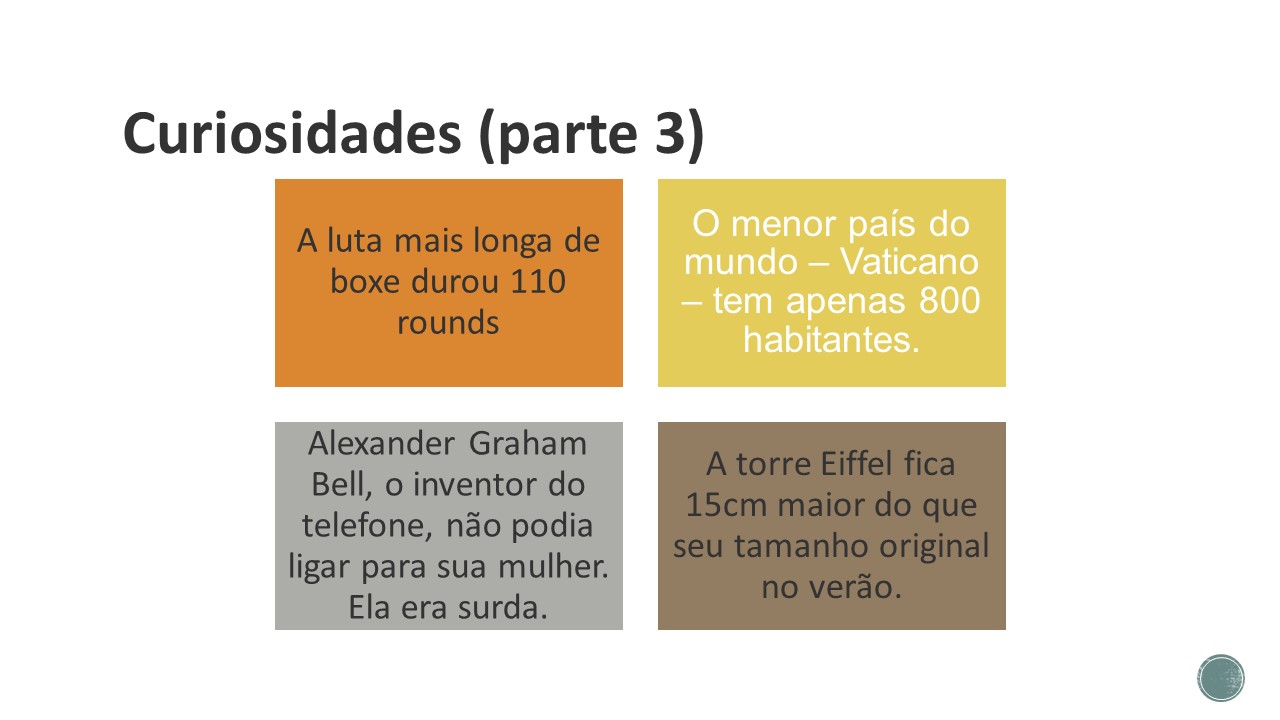 Curiosidades (parte 3)
A luta mais longa de
boxe durou 110
rounds
O menor país do
mundo – Vaticano
– tem apenas 800
habitantes.
Alexander Graham
Bell, o inventor do
telefone, não podia
ligar para sua mulher.
Ela era surda.
A torre Eiffel fica
15cm maior do que
seu tamanho original
no verão.